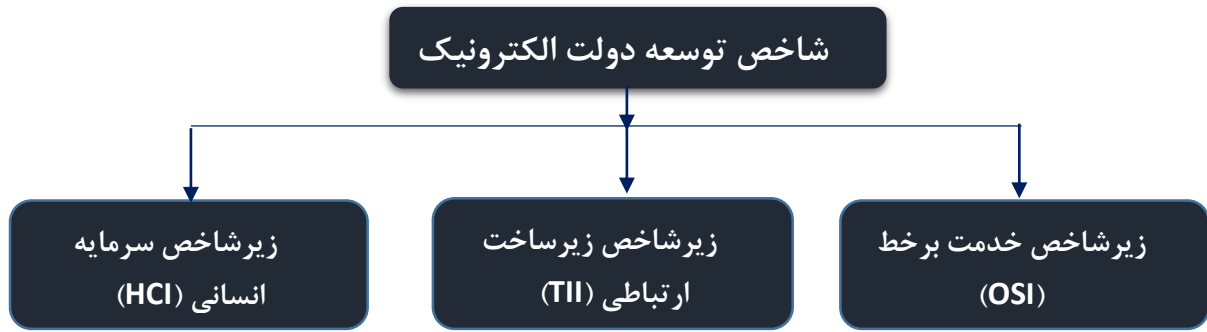 شاخص توسعه دولت الکترونیک
زیرشاخص خدمت برخط
(OSI)
زیرشاخص زیرساخت
ارتباطی (TII)
زیرشاخص سرمایه
انسانی (HCI)